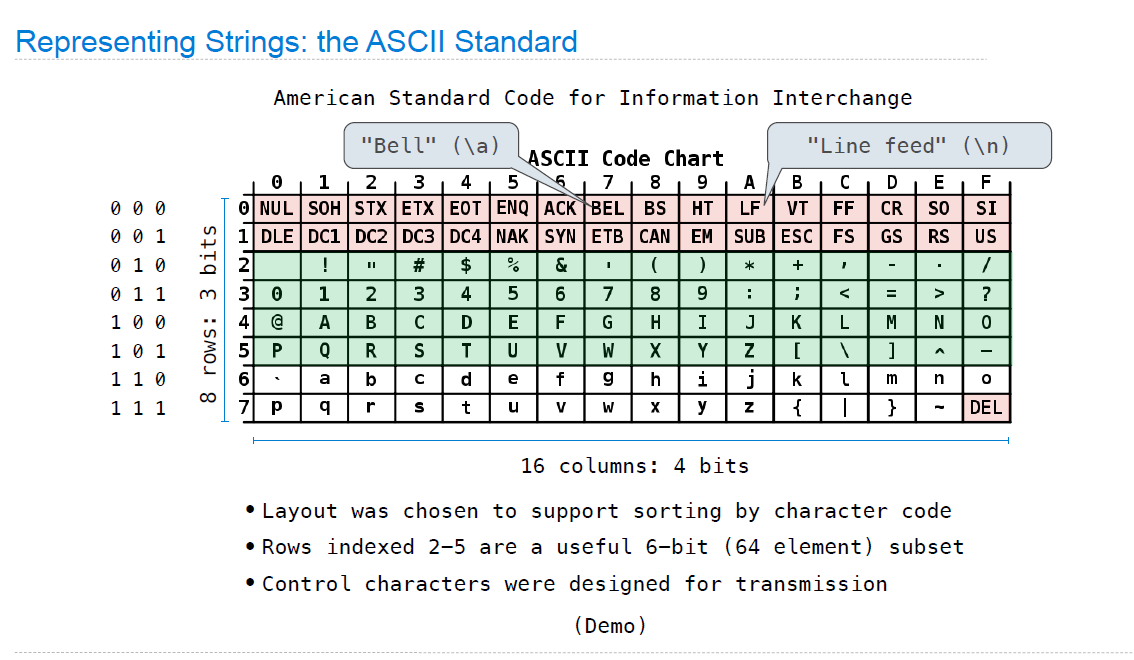 Representing Strings: the ASCII Standard
American Standard Code for Information Interchange
"Bell" (\a)
"Line feed" (\n)
ASCII Code Chart
0 1 2 3 4 5 6 7 8 9 A B C D E F
0 0 0 0 NUL SOH STX ETX EOT ENQ ACK BEL BS HT LF VT FF CR SO SI
0 0 1 1 DLE DC1 DC2 DC3 DC4 NAK SYN ETB CAN EM SUB ESC FS GS RS US
0 1 0 2 ! " # $ % & ' ( ) * + , - . /
0 1 1 3 0 1 2 3 4 5 6 7 8 9 : ; < = > ?
1 0 0 4 @ A B C D E F G H I J K L M N O
1 0 1 5 P Q R S T U V W X Y Z [ \ ] ^ _
1 1 0 6 ` a b c d e f g h i j k l m n o
1 1 1 7 p q r s t u v w x y z { | } ~ DEL
8 rows: 3 bits
16 columns: 4 bits
• Layout was chosen to support sorting by character code
• Rows indexed 2-5 are a useful 6-bit (64 element) subset
• Control characters were designed for transmission
(Demo)